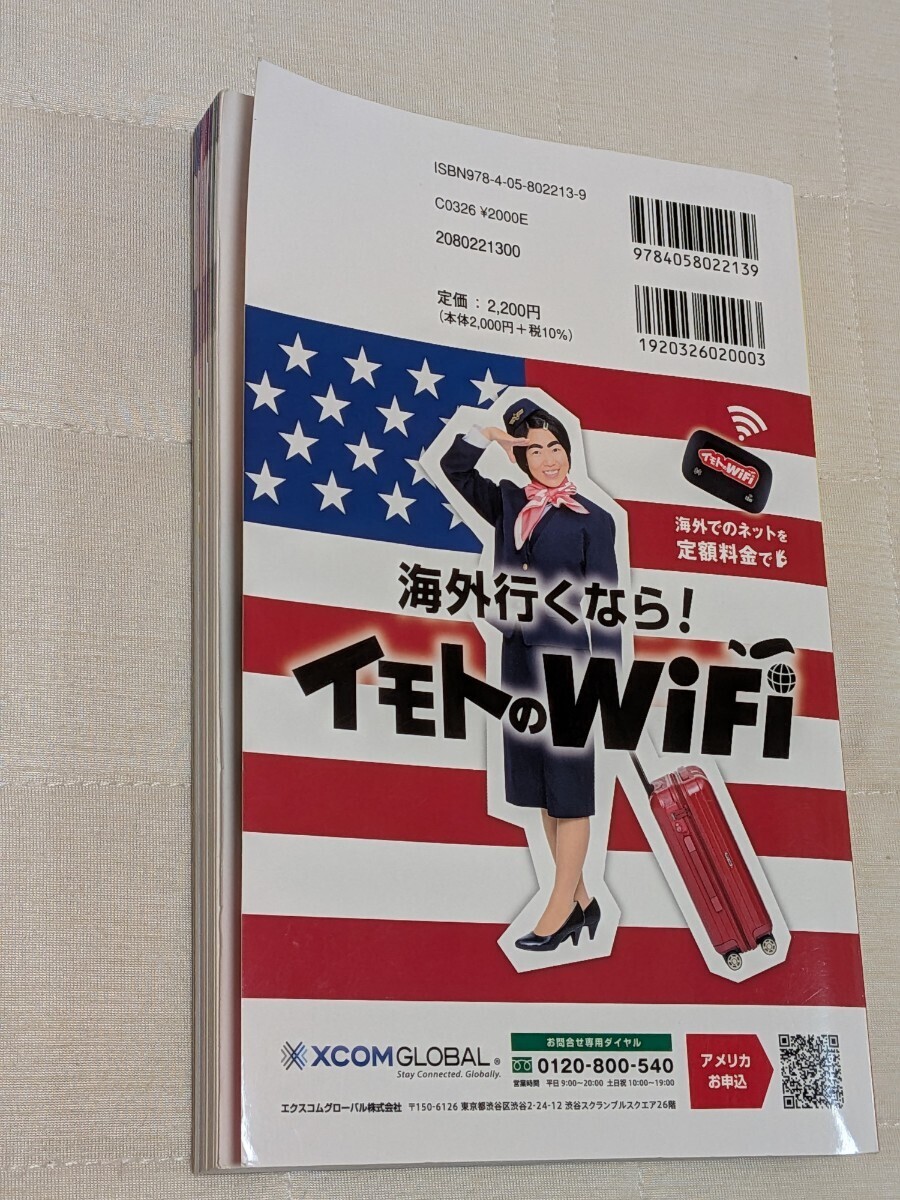 ISBN978-4-05-802213-9
C0326 ¥2000E
2080221300
9784058022139
定価 : 2,200円
(本体2,000円+税10%)
1920326020003
イモトのWiFi
海外でのネットを
定額料金で
海外行くなら!
イモトのWiFi
XCOM GLOBAL®
Stay Connected. Globally.
お問合せ専用ダイヤル
0120-800-540
営業時間 平日 9:00~20:00 土日祝 10:00~19:00
アメリカ
お申込
エクスコムグローバル株式会社 〒150-6126 東京都渋谷区渋谷2-24-12 渋谷スクランブルスクエア26階